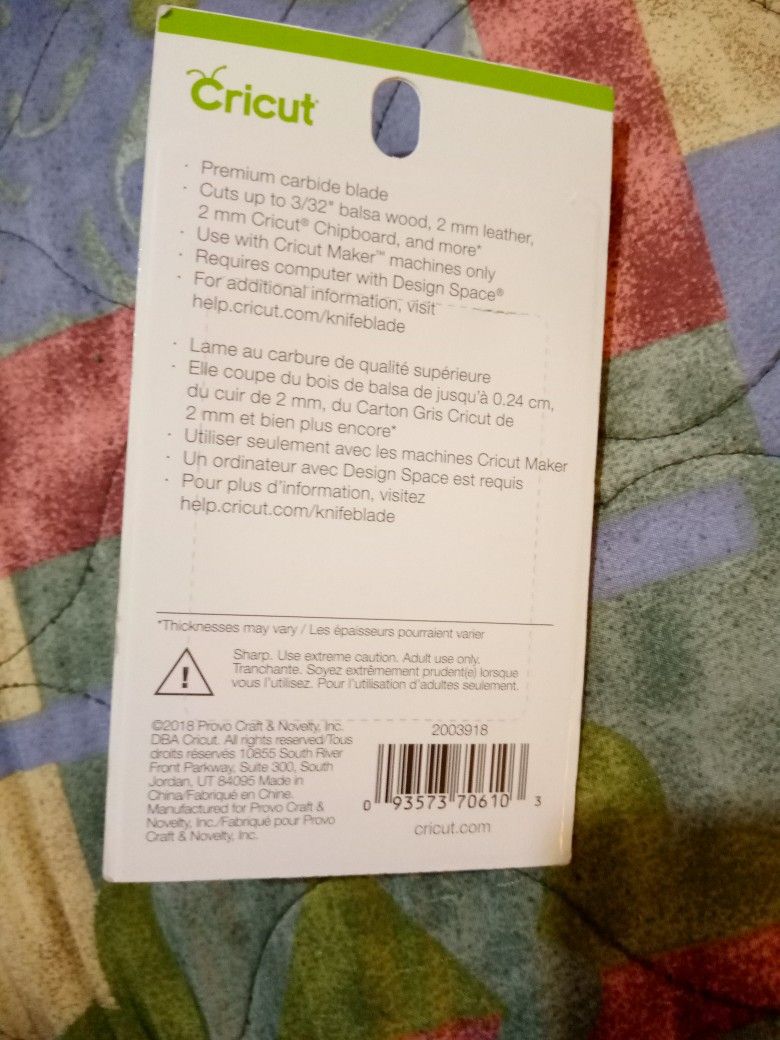 Cricut
· Premium carbide blade
· Cuts up to 3/32" balsa wood, 2 mm leather,
2 mm Cricut® Chipboard, and more*
· Use with Cricut Maker™ machines only
· Requires computer with Design Space®
· For additional information, visit
help.cricut.com/knifeblade
· Lame au carbure de qualité supérieure
· Elle coupe du bois de balsa de jusqu'à 0.24 cm,
du cuir de 2 mm, du Carton Gris Cricut de
2 mm et bien plus encore*
· Utiliser seulement avec les machines Cricut Maker
· Un ordinateur avec Design Space est requis
· Pour plus d'information, visitez
help.cricut.com/knifeblade
*Thicknesses may vary / Les épaisseurs pourraient varier
!
Sharp. Use extreme caution. Adult use only.
Tranchante. Soyez extrêmement prudent(e) lorsque
vous l'utilisez. Pour l'utilisation d'adultes seulement.
©2018 Provo Craft & Novelty, Inc.
DBA Cricut. All rights reserved/Tous
droits réservés 10855 South River
Front Parkway, Suite 300, South
Jordan, UT 84095 Made in
China/Fabriqué en Chine.
Manufactured for Provo Craft &
Novelty, Inc./Fabriqué pour Provo
Craft & Novelty, Inc.
2003918
0 93573 70610 3
cricut.com